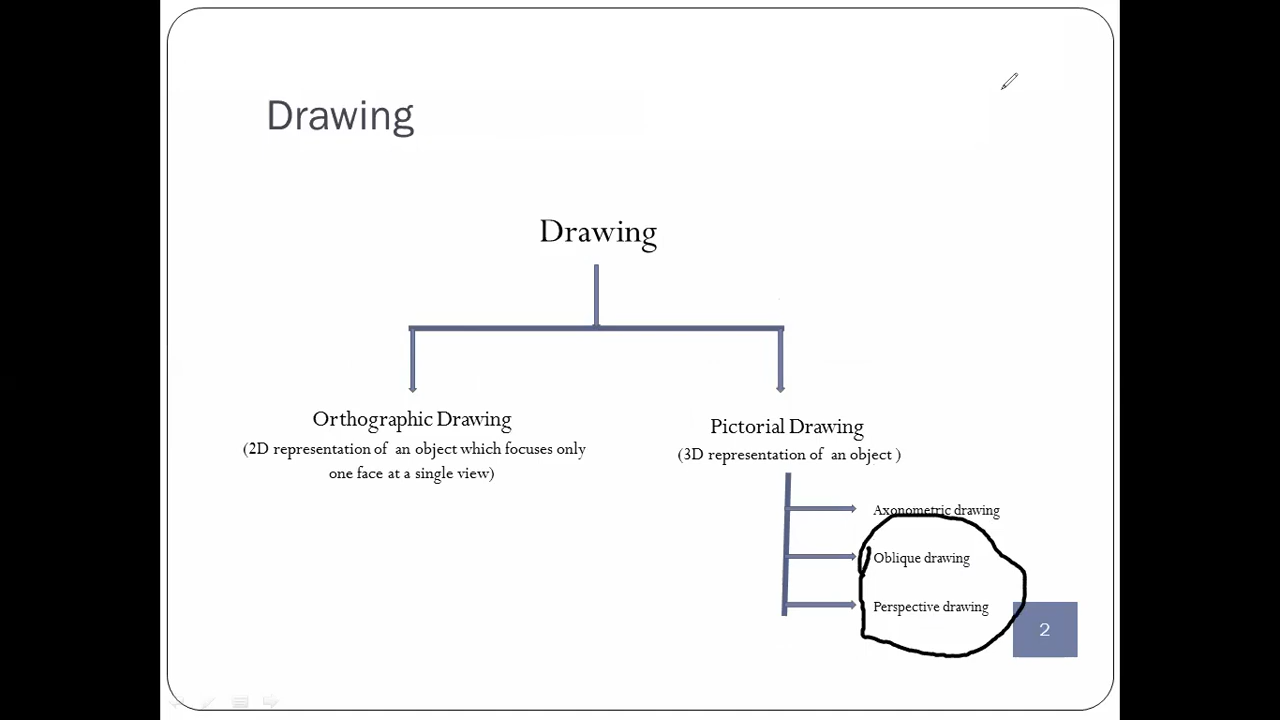 Drawing
Drawing
Orthographic Drawing
(2D representation of an object which focuses only
one face at a single view)
Pictorial Drawing
(3D representation of an object )
Axonometric drawing
Oblique drawing
Perspective drawing
2